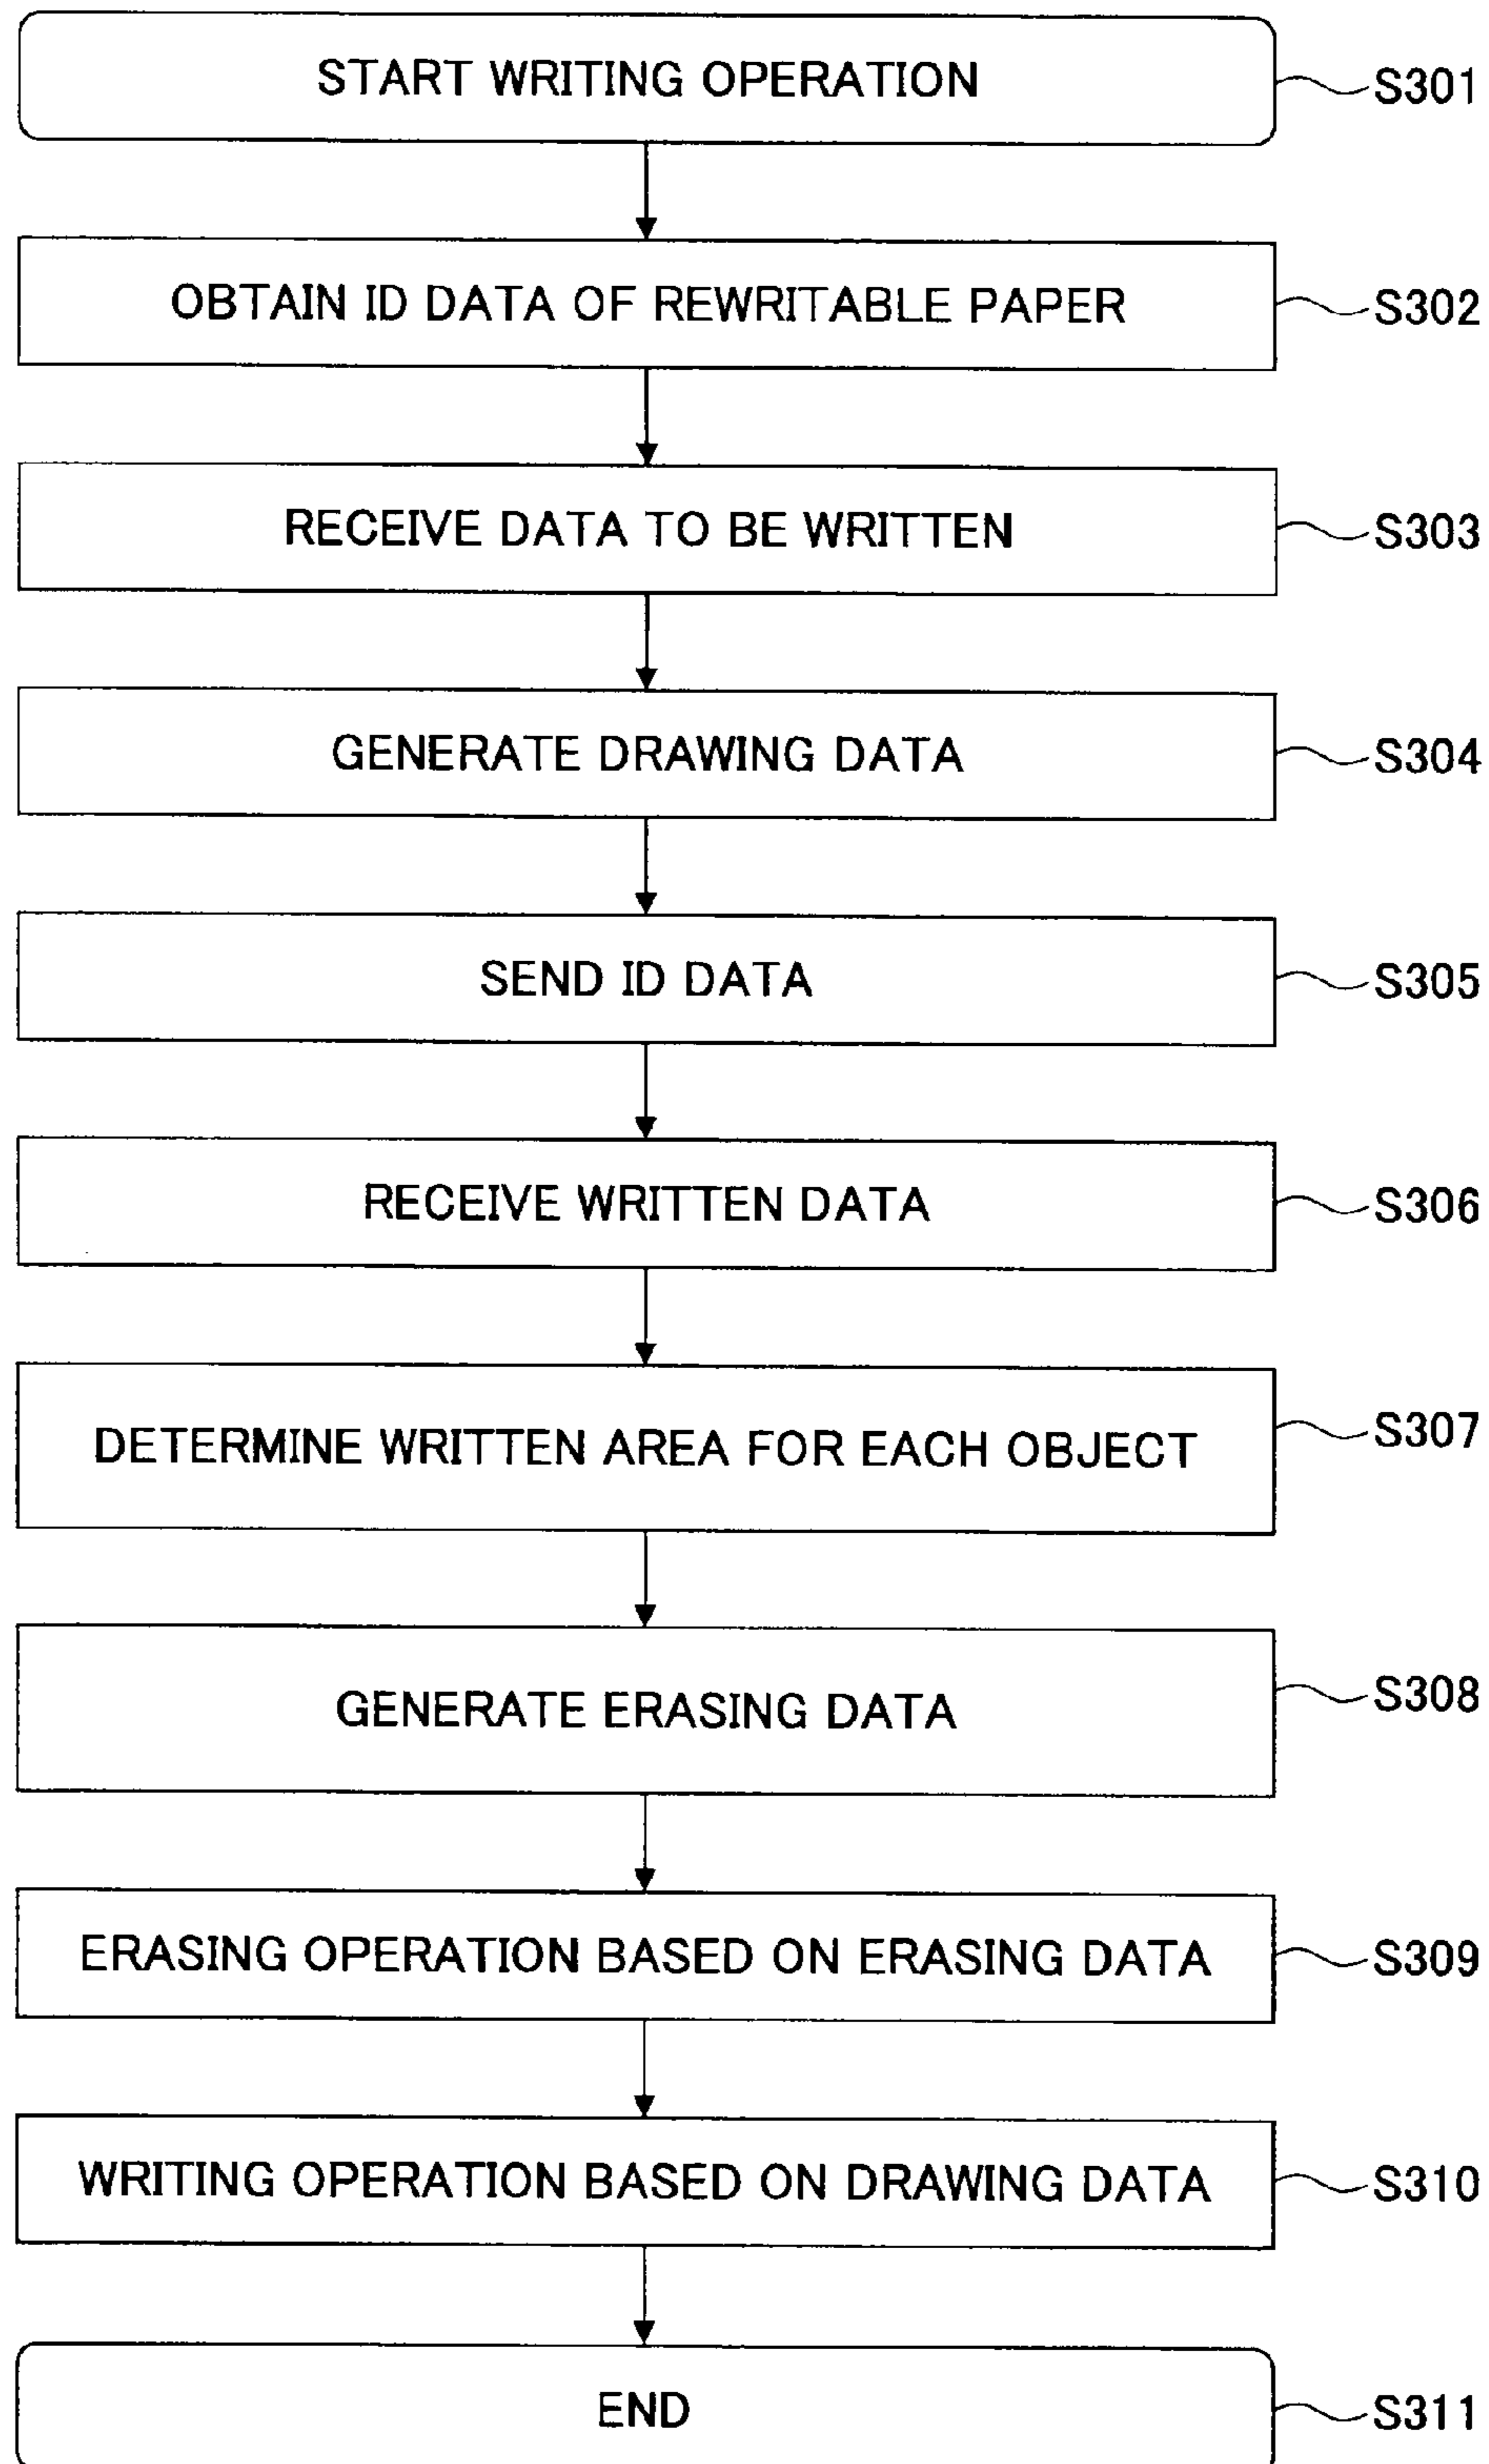 START WRITING OPERATION S301
OBTAIN ID DATA OF REWRITABLE PAPER S302
RECEIVE DATA TO BE WRITTEN S303
GENERATE DRAWING DATA S304
SEND ID DATA S305
RECEIVE WRITTEN DATA S306
DETERMINE WRITTEN AREA FOR EACH OBJECT S307
GENERATE ERASING DATA S308
ERASING OPERATION BASED ON ERASING DATA S309
WRITING OPERATION BASED ON DRAWING DATA S310
END S311